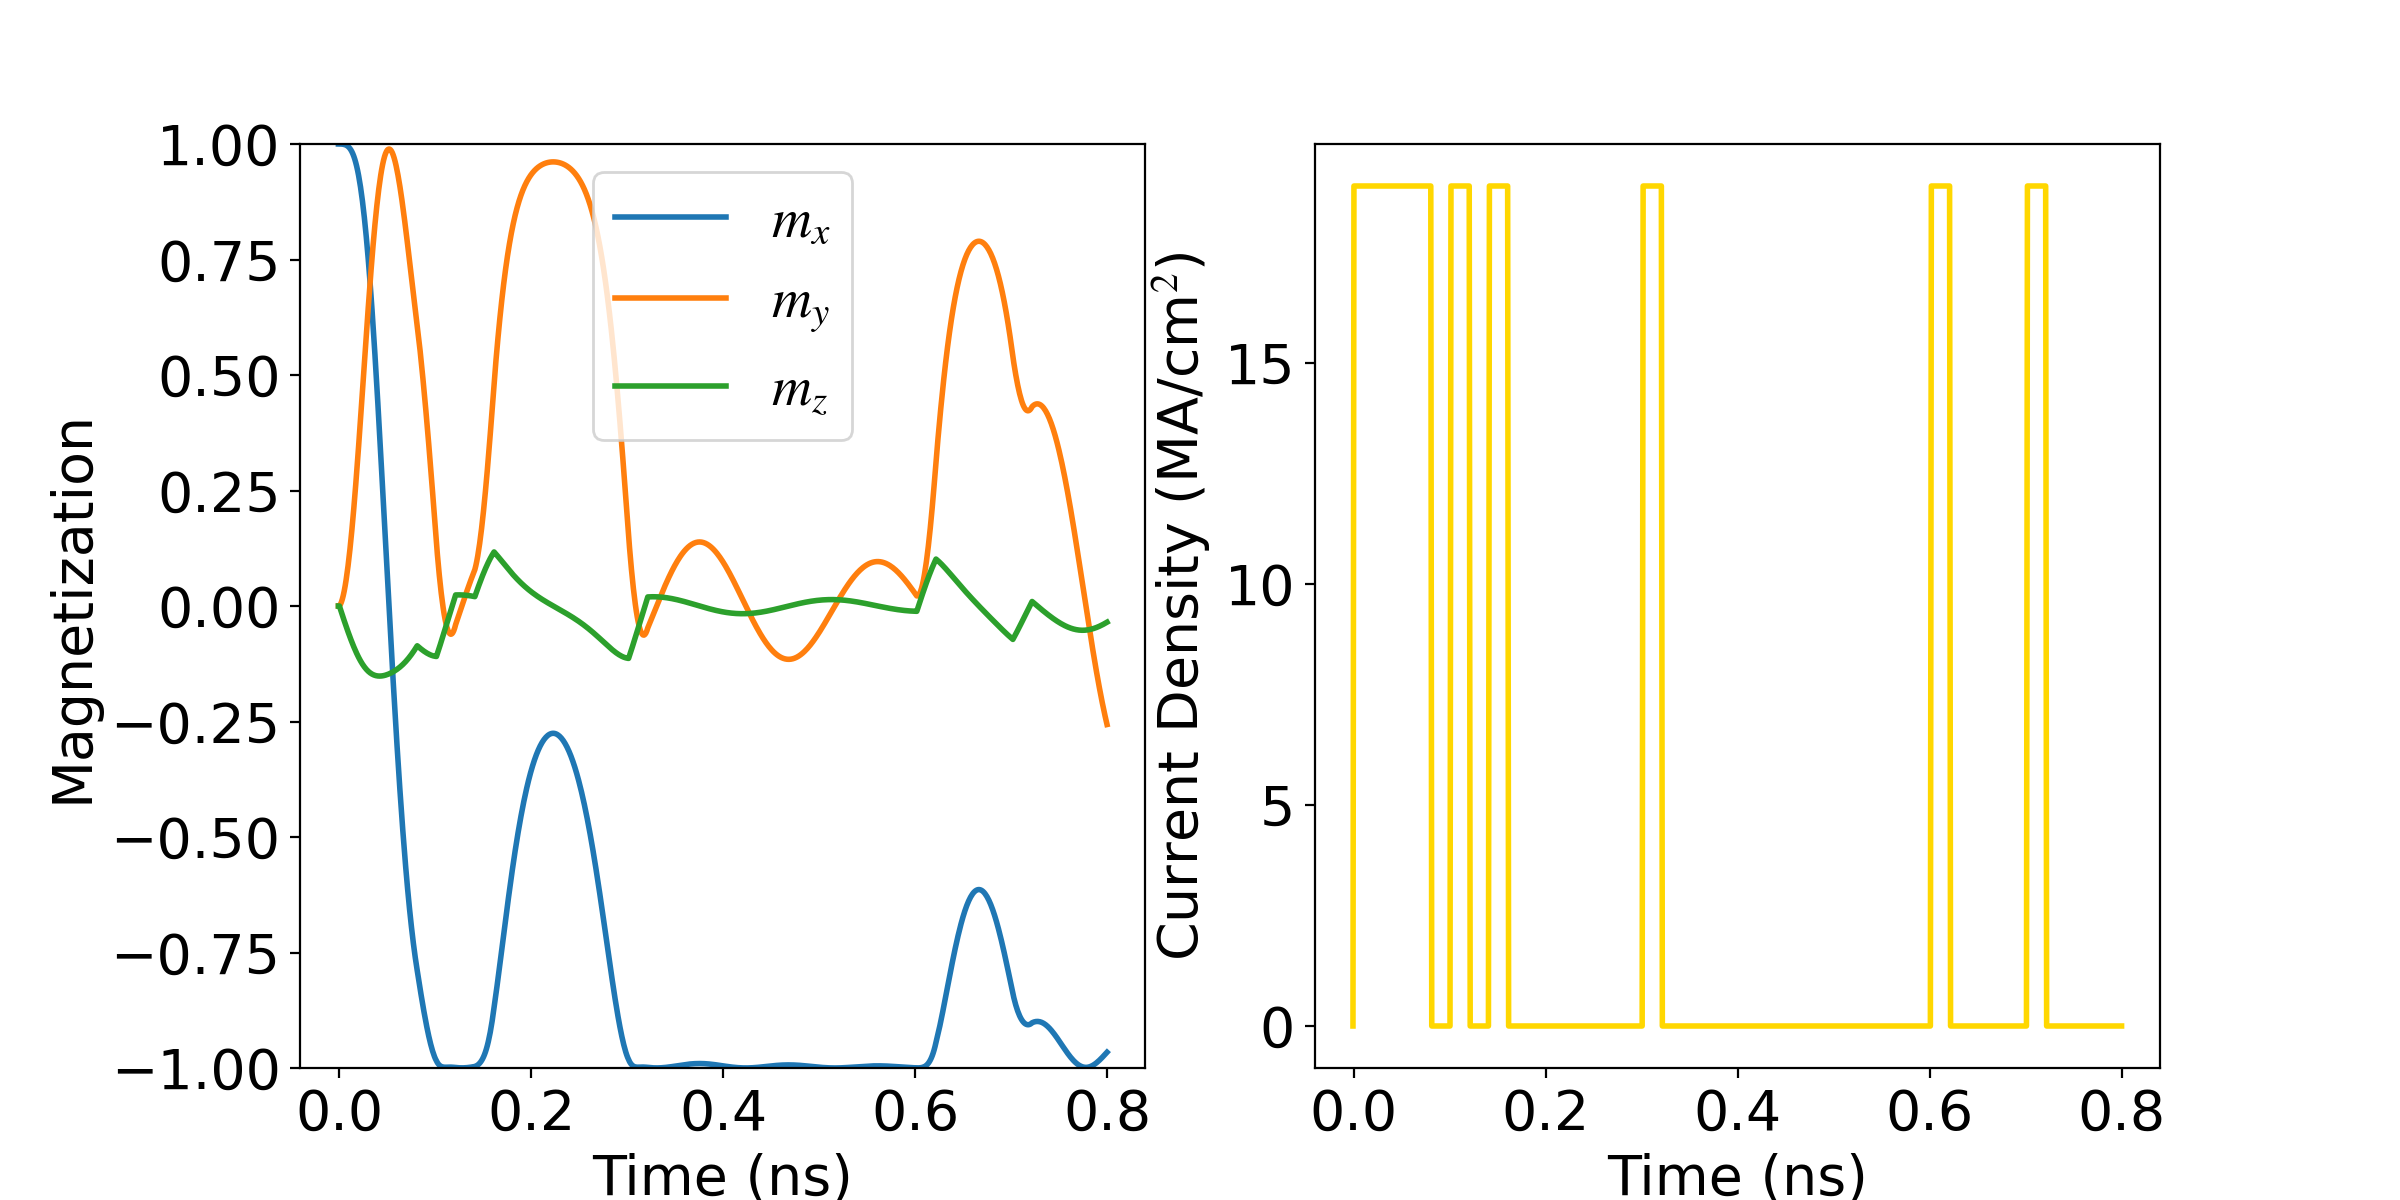 Magnetization
1.00
0.75
0.50
0.25
0.00
−0.25
−0.50
−0.75
−1.00
0.0 0.2 0.4 0.6 0.8
Time (ns)
m_x
m_y
m_z
Current Density (MA/cm²)
15
10
5
0
0.0 0.2 0.4 0.6 0.8
Time (ns)